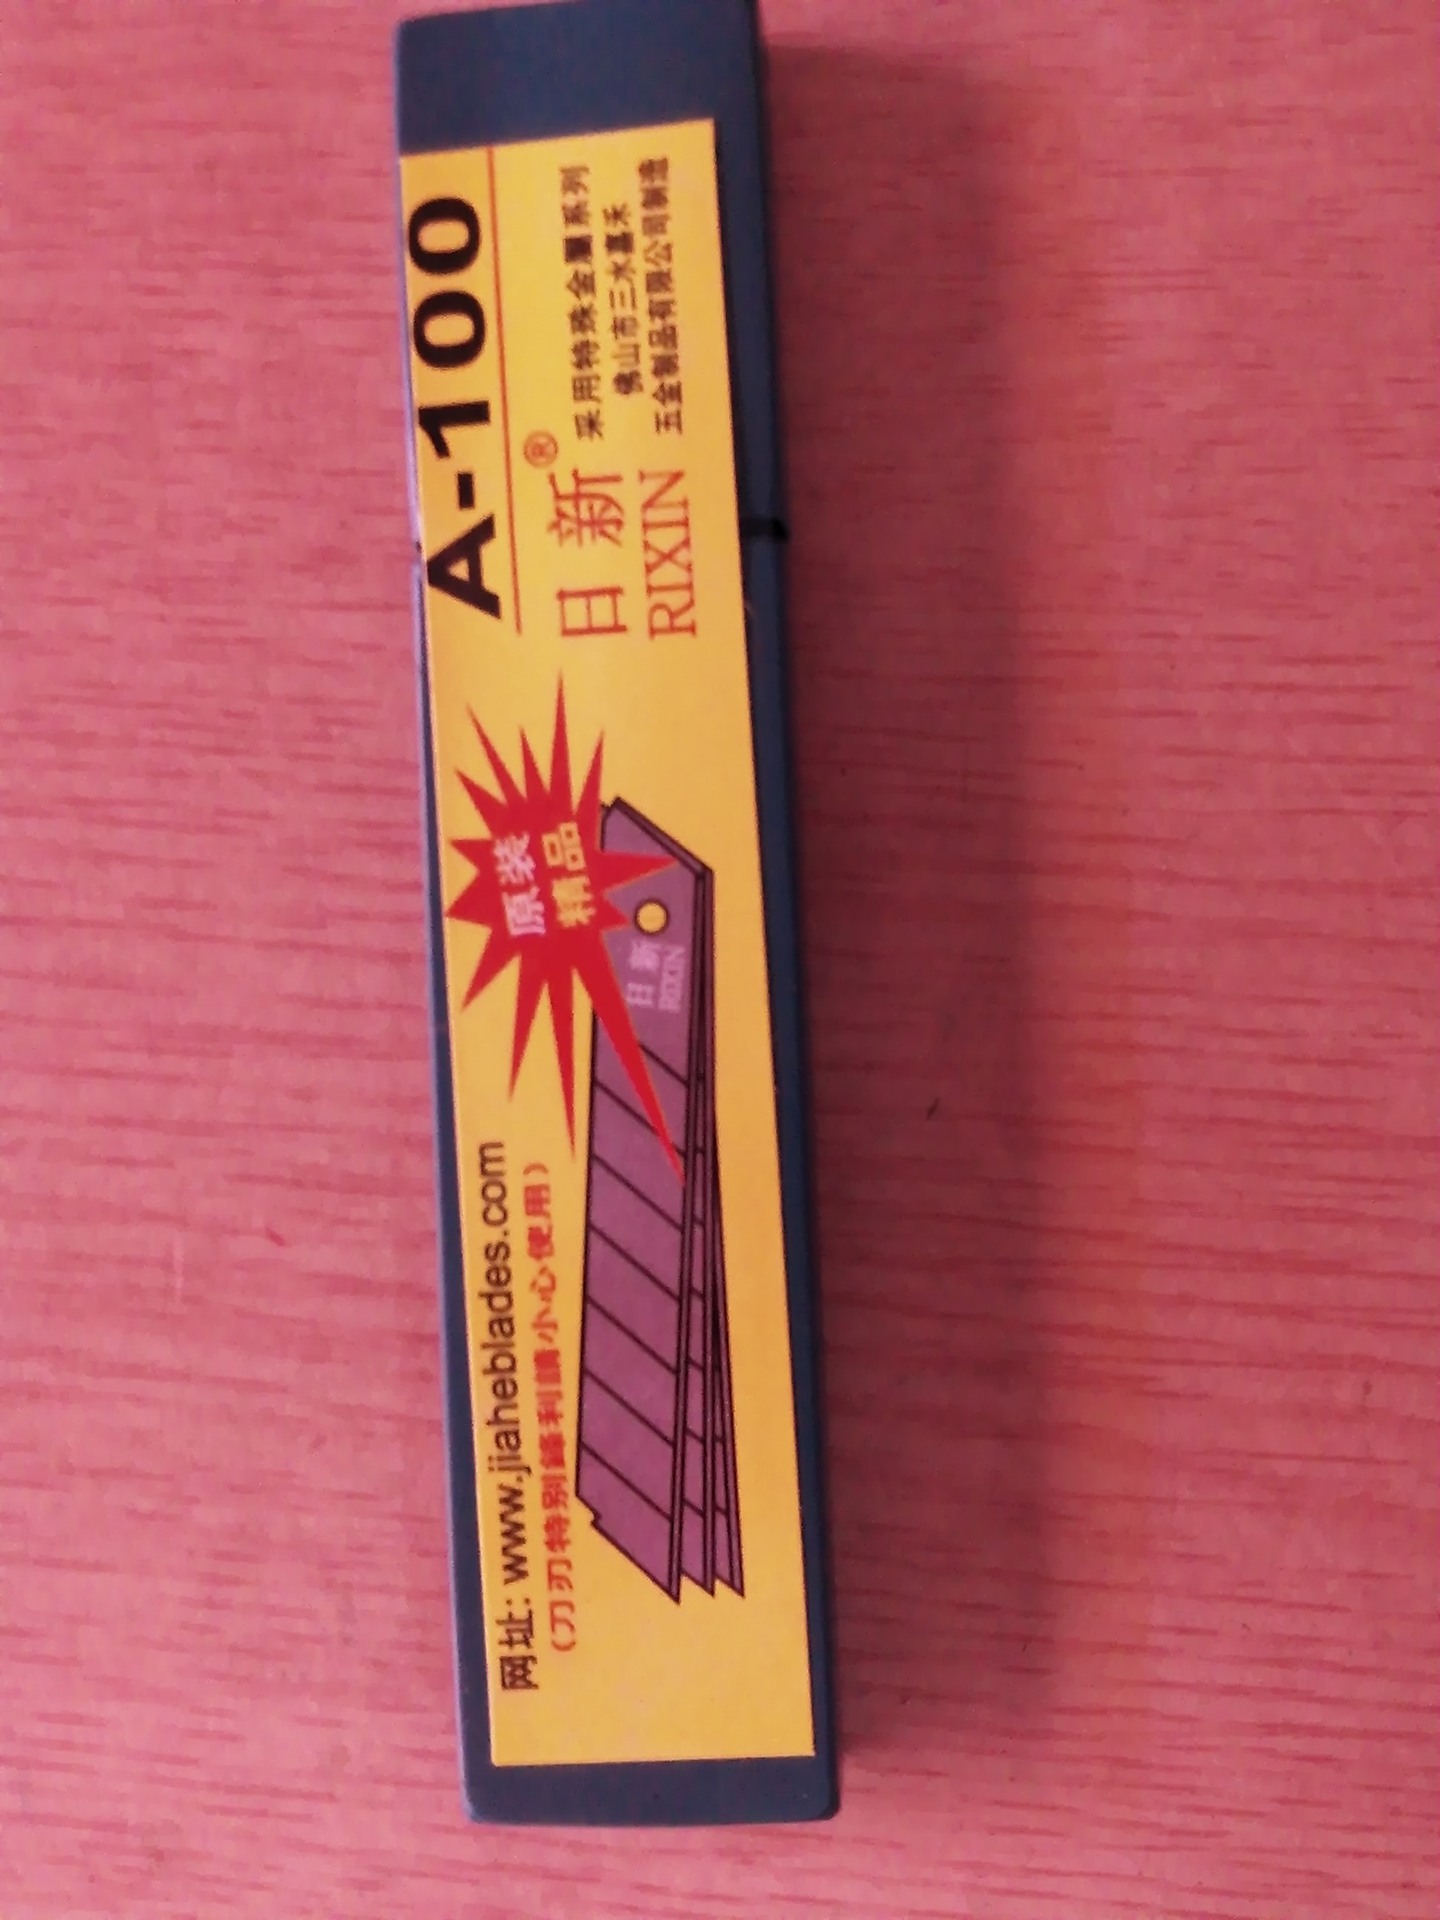 A-100
日新®
RIXIN
采用特殊金属系列
佛山市三水嘉禾
五金制品有限公司制造
原装
精品
日新
RIXIN
网址: www.jiaheblades.com
(刀刃特别鋒利請小心使用)